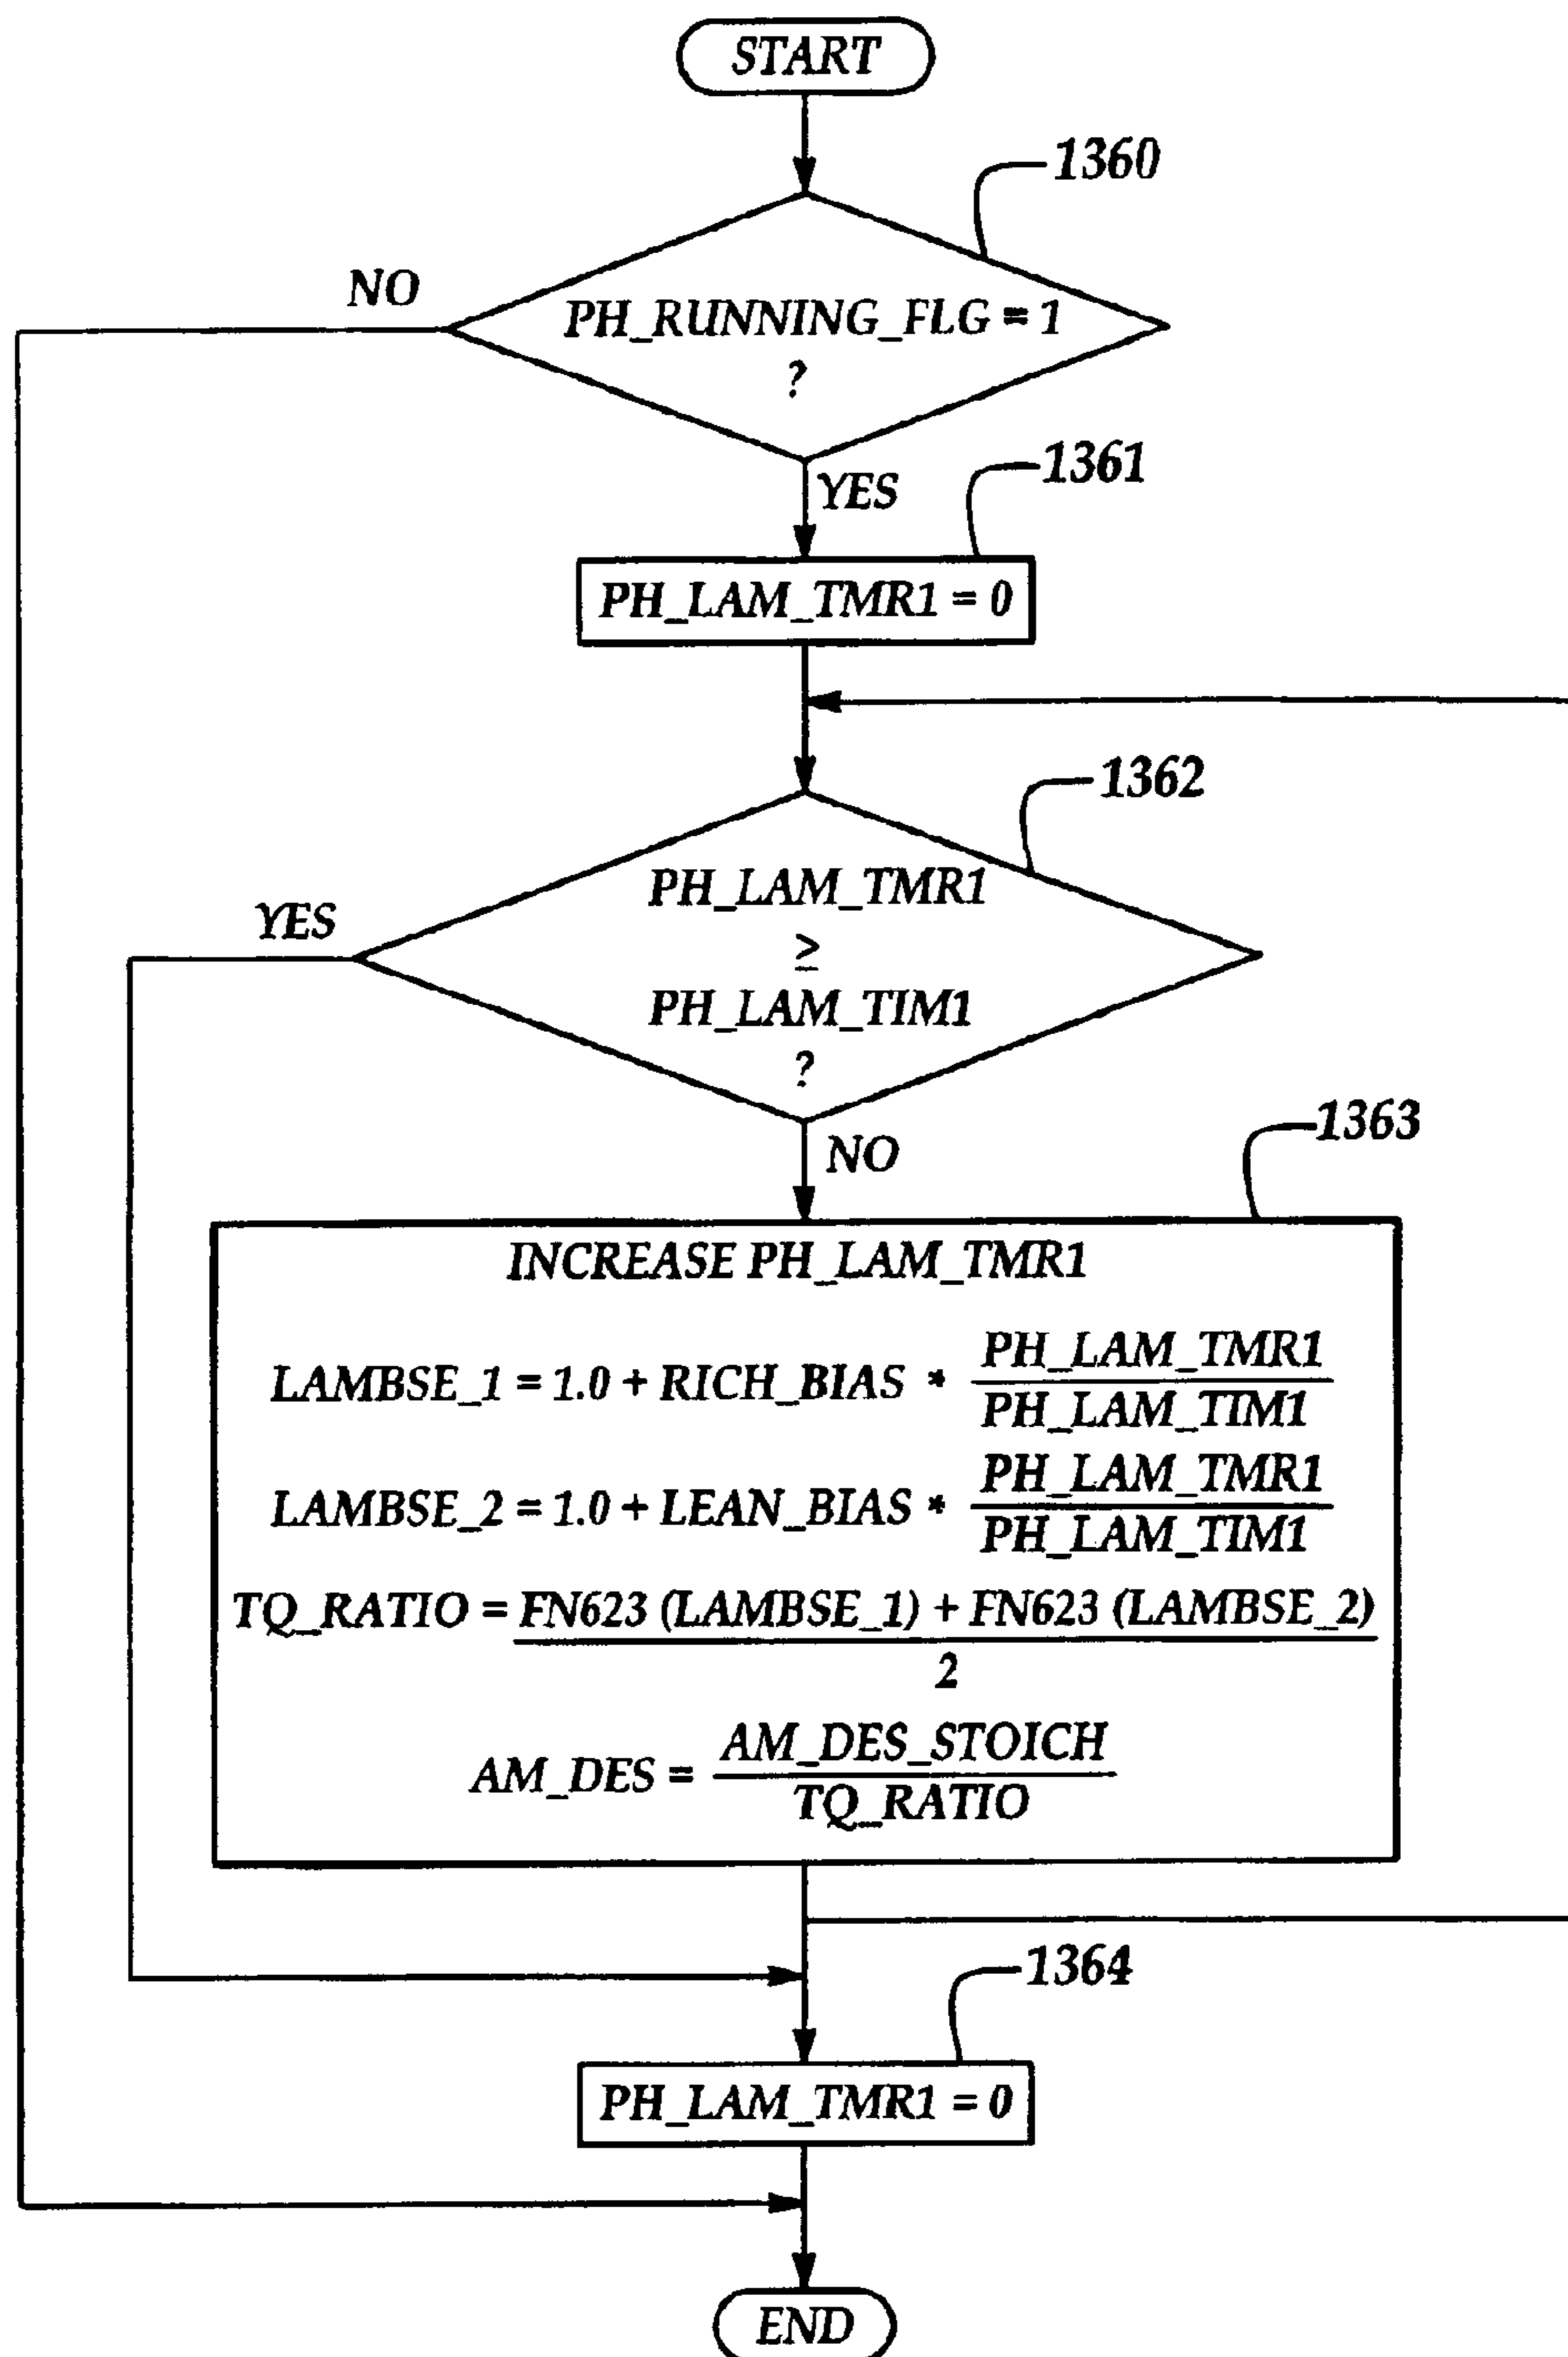 START
1360
NO
PH_RUNNING_FLG = 1
?
1361
YES
PH_LAM_TMR1 = 0
1362
PH_LAM_TMR1
YES
≥
PH_LAM_TIM1
?
1363
NO
INCREASE PH_LAM_TMR1
LAMBSE_1 = 1.0 + RICH_BIAS * PH_LAM_TMR1
PH_LAM_TIM1
LAMBSE_2 = 1.0 + LEAN_BIAS * PH_LAM_TMR1
PH_LAM_TIM1
TQ_RATIO = FN623 (LAMBSE_1) + FN623 (LAMBSE_2)
2
AM_DES = AM_DES_STOICH
TQ_RATIO
1364
PH_LAM_TMR1 = 0
END